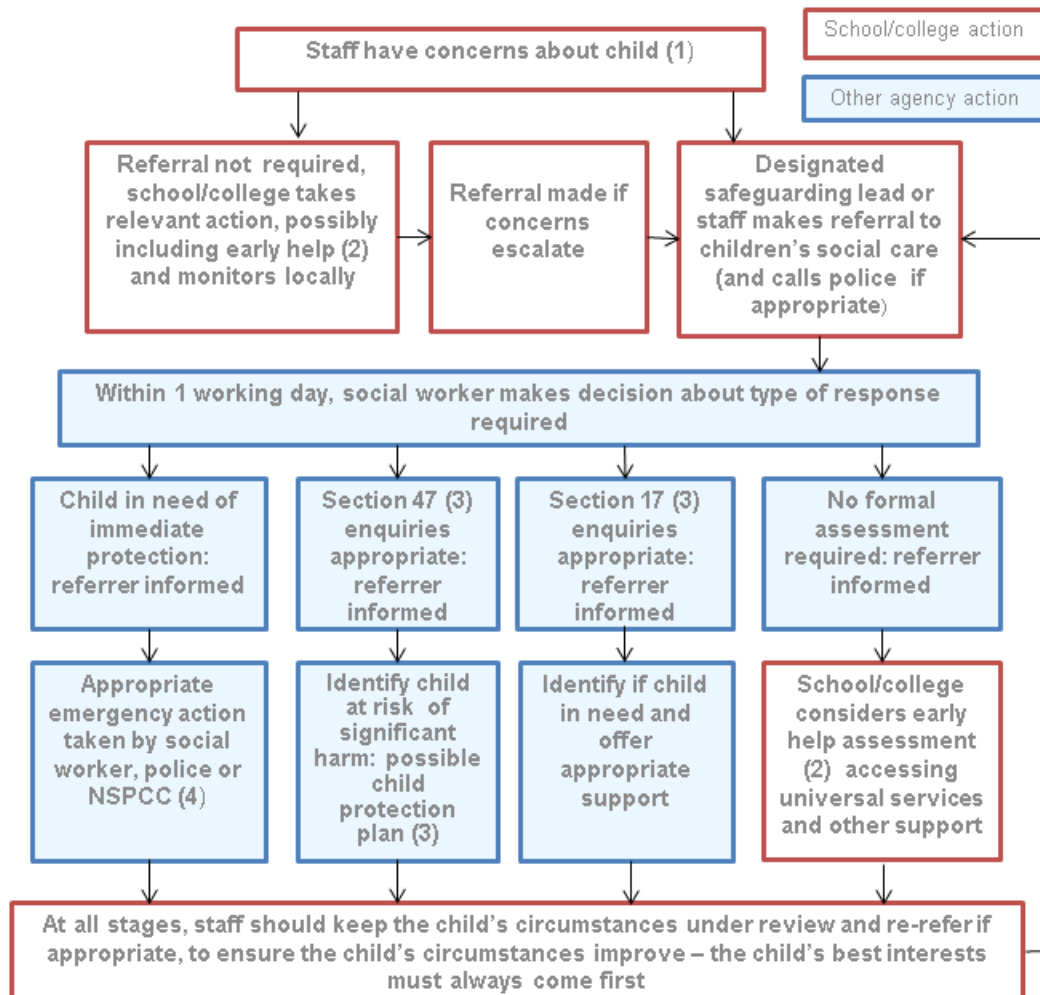 School/college action
Other agency action
Staff have concerns about child (1)
Referral not required,
school/college takes
relevant action, possibly
including early help (2)
and monitors locally
Referral made if
concerns
escalate
Designated
safeguarding lead or
staff makes referral to
children’s social care
(and calls police if
appropriate)
Within 1 working day, social worker makes decision about type of response
required
Child in need of
immediate
protection:
referrer informed
Section 47 (3)
enquiries
appropriate:
referrer
informed
Section 17 (3)
enquiries
appropriate:
referrer
informed
No formal
assessment
required: referrer
informed
Appropriate
emergency action
taken by social
worker, police or
NSPCC (4)
Identify child
at risk of
significant
harm: possible
child
protection
plan (3)
Identify if child
in need and
offer
appropriate
support
School/college
considers early
help assessment
(2) accessing
universal services
and other support
At all stages, staff should keep the child’s circumstances under review and re-refer if
appropriate, to ensure the child’s circumstances improve – the child’s best interests
must always come first